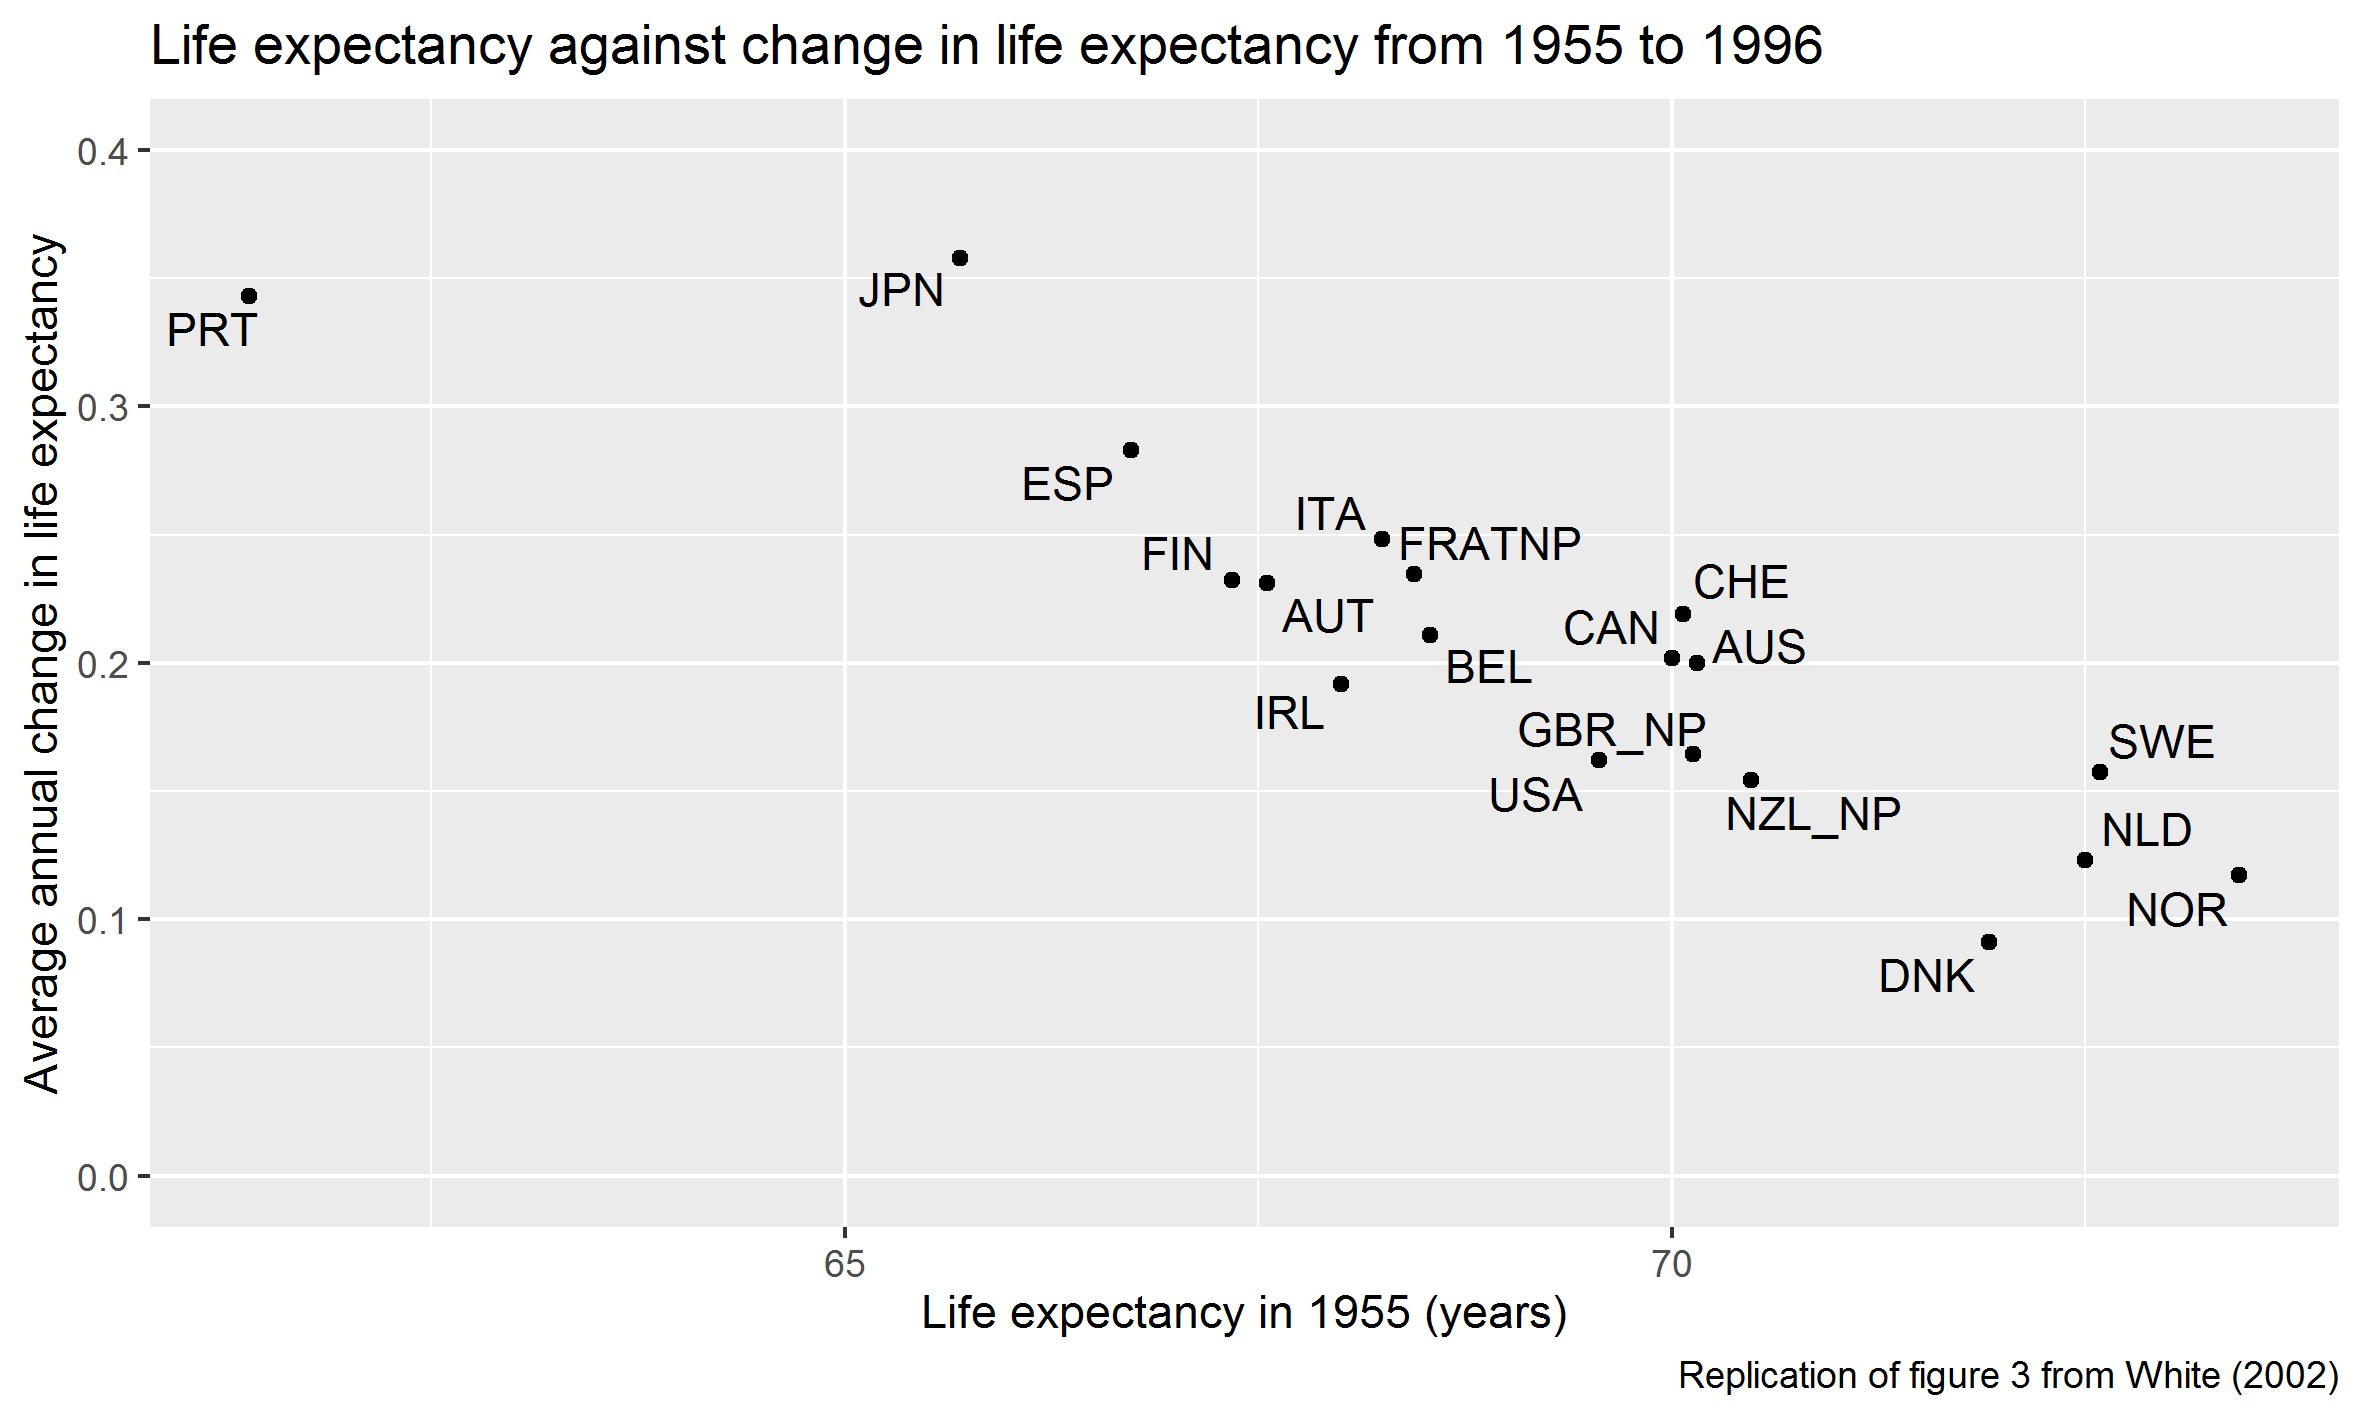 Life expectancy against change in life expectancy from 1955 to 1996
Average annual change in life expectancy
0.4
0.3
0.2
0.1
0.0
JPN
PRT
ESP
ITA
FRATNP
FIN
CHE
AUT
CAN
AUS
BEL
IRL
GBR_NP
SWE
USA
NZL_NP
NLD
NOR
DNK
65
70
Life expectancy in 1955 (years)
Replication of figure 3 from White (2002)